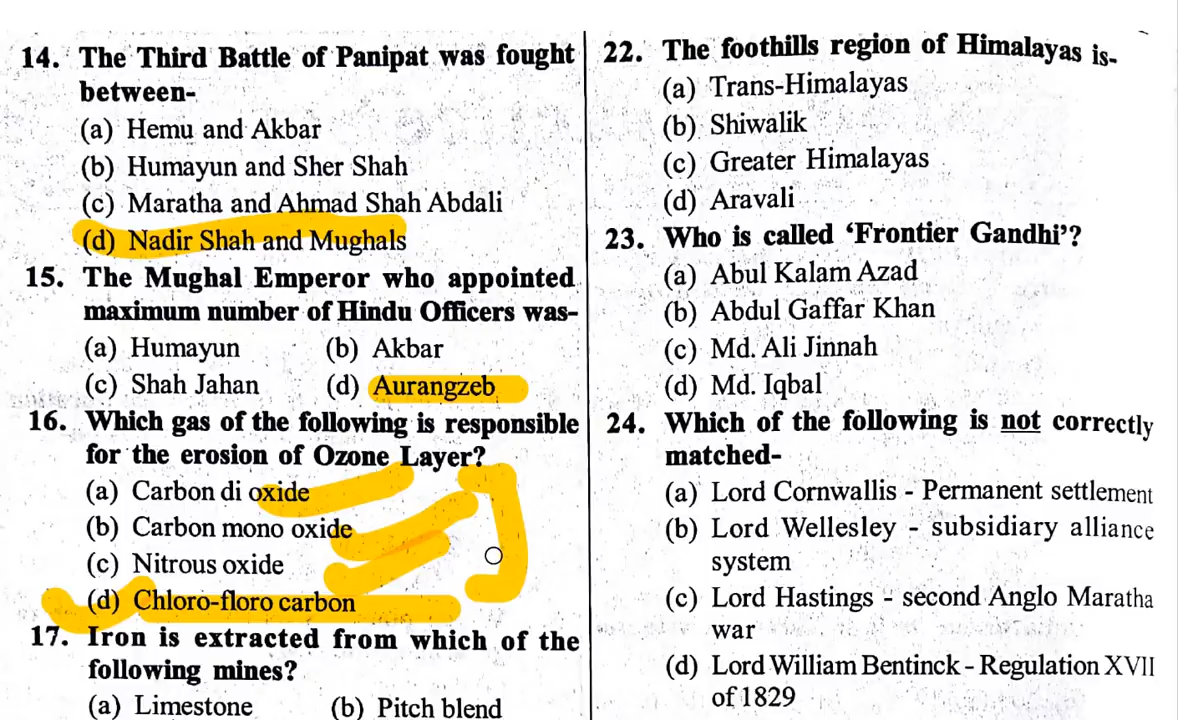 14. The Third Battle of Panipat was fought
between-
(a) Hemu and Akbar
(b) Humayun and Sher Shah
(c) Maratha and Ahmad Shah Abdali
(d) Nadir Shah and Mughals
15. The Mughal Emperor who appointed
maximum number of Hindu Officers was-
(a) Humayun (b) Akbar
(c) Shah Jahan (d) Aurangzeb
16. Which gas of the following is responsible
for the erosion of Ozone Layer?
(a) Carbon di oxide
(b) Carbon mono oxide
(c) Nitrous oxide
(d) Chloro-floro carbon
17. Iron is extracted from which of the
following mines?
(a) Limestone (b) Pitch blend
22. The foothills region of Himalayas is-
(a) Trans-Himalayas
(b) Shiwalik
(c) Greater Himalayas
(d) Aravali
23. Who is called ‘Frontier Gandhi’?
(a) Abul Kalam Azad
(b) Abdul Gaffar Khan
(c) Md. Ali Jinnah
(d) Md. Iqbal
24. Which of the following is not correctly
matched-
(a) Lord Cornwallis - Permanent settlement
(b) Lord Wellesley - subsidiary alliance
system
(c) Lord Hastings - second Anglo Maratha
war
(d) Lord William Bentinck - Regulation XVII
of 1829